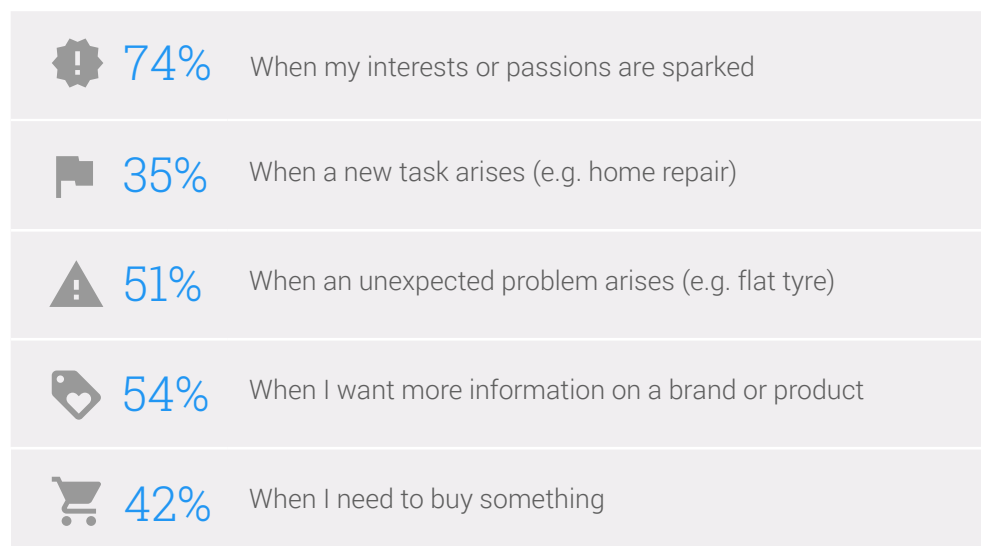 74% When my interests or passions are sparked
35% When a new task arises (e.g. home repair)
51% When an unexpected problem arises (e.g. flat tyre)
54% When I want more information on a brand or product
42% When I need to buy something